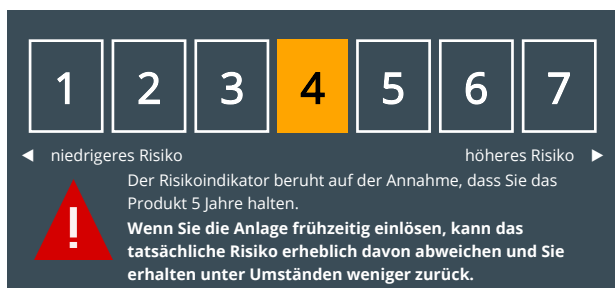 1 2 3 4 5 6 7
◄ niedrigeres Risiko höheres Risiko ►
!
Der Risikoindikator beruht auf der Annahme, dass Sie das
Produkt 5 Jahre halten.
Wenn Sie die Anlage frühzeitig einlösen, kann das
tatsächliche Risiko erheblich davon abweichen und Sie
erhalten unter Umständen weniger zurück.